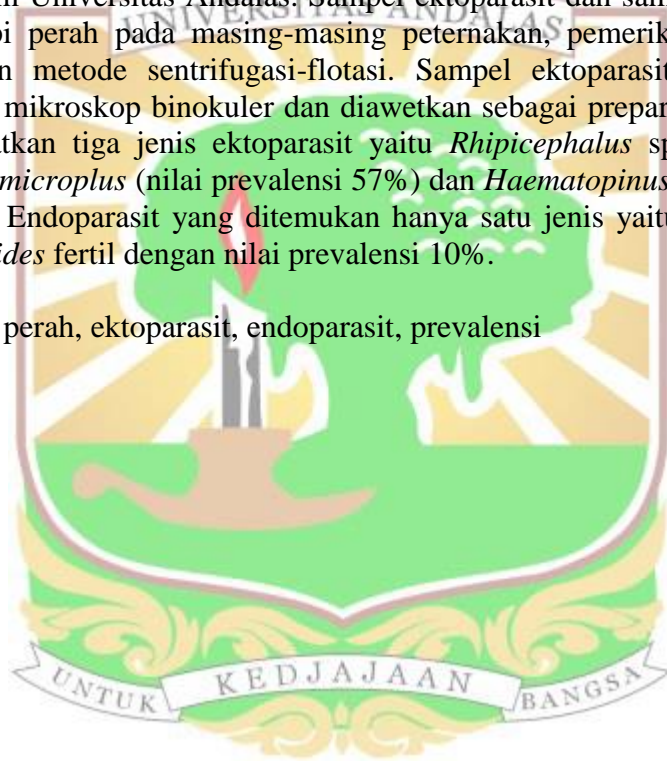 m Universitas Andalas. Sampel ektoparasit dan sam
pi perah pada masing-masing peternakan, pemerik
n metode sentrifugasi-flotasi. Sampel ektoparasit
mikroskop binokuler dan diawetkan sebagai prepar
tkan tiga jenis ektoparasit yaitu Rhipicephalus sp
microplus (nilai prevalensi 57%) dan Haematopinus
Endoparasit yang ditemukan hanya satu jenis yaitu
ides fertil dengan nilai prevalensi 10%.
perah, ektoparasit, endoparasit, prevalensi
UNIVERSITAS ANDALAS
UNTUK KEDJAJAAN BANGSA